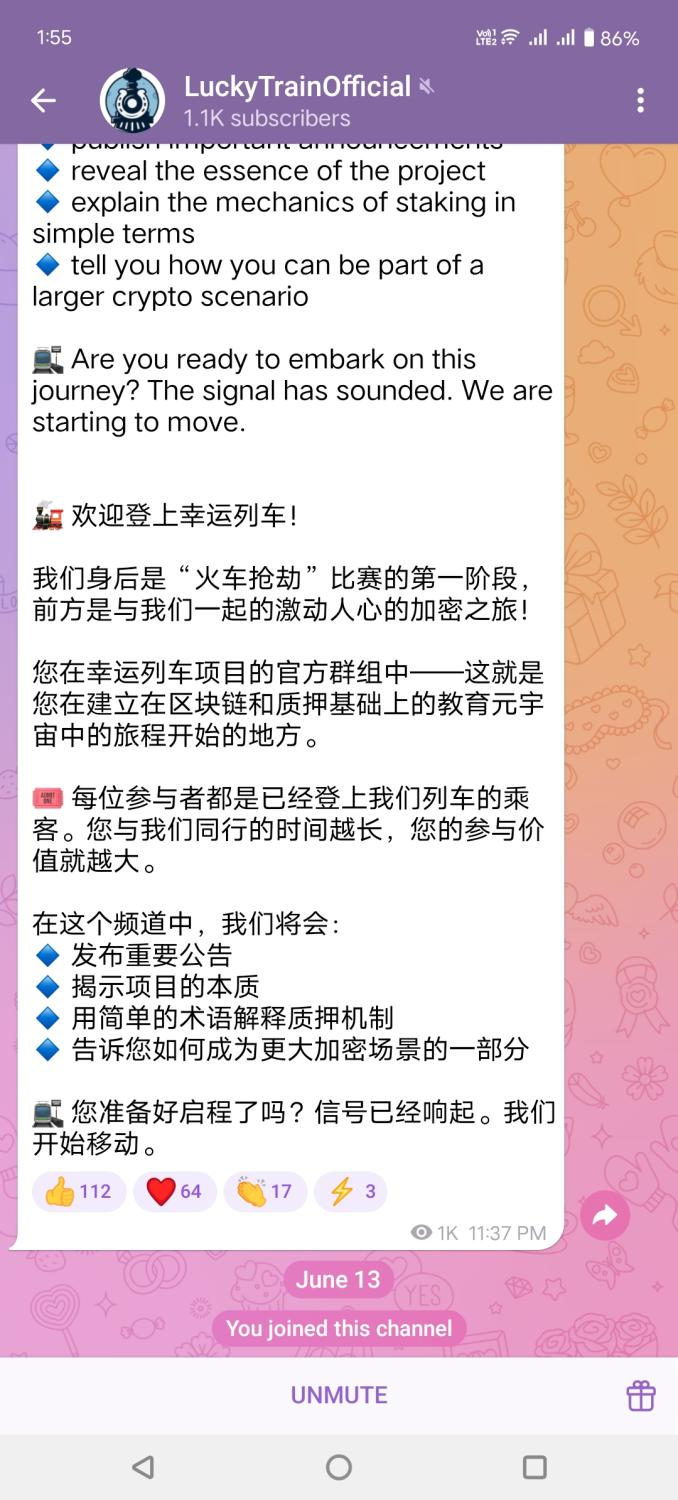 1:55
Vo)) 1
LTE2
86%
LuckyTrainOfficial
1.1K subscribers
publish important announcements
reveal the essence of the project
explain the mechanics of staking in
simple terms
tell you how you can be part of a
larger crypto scenario
Are you ready to embark on this
journey? The signal has sounded. We are
starting to move.
欢迎登上幸运列车！
我们身后是“火车抢劫”比赛的第一阶段，
前方是与我们一起的激动人心的加密之旅！
您在幸运列车项目的官方群组中——这就是
您在建立在区块链和质押基础上的教育元宇
宙中的旅程开始的地方。
每位参与者都是已经登上我们列车的乘
客。您与我们同行的时间越长，您的参与价
值就越大。
在这个频道中，我们将会：
发布重要公告
揭示项目的本质
用简单的术语解释质押机制
告诉您如何成为更大加密场景的一部分
您准备好启程了吗？信号已经响起。我们
开始移动。
112 64 17 3
1K 11:37 PM
June 13
YES
You joined this channel
UNMUTE